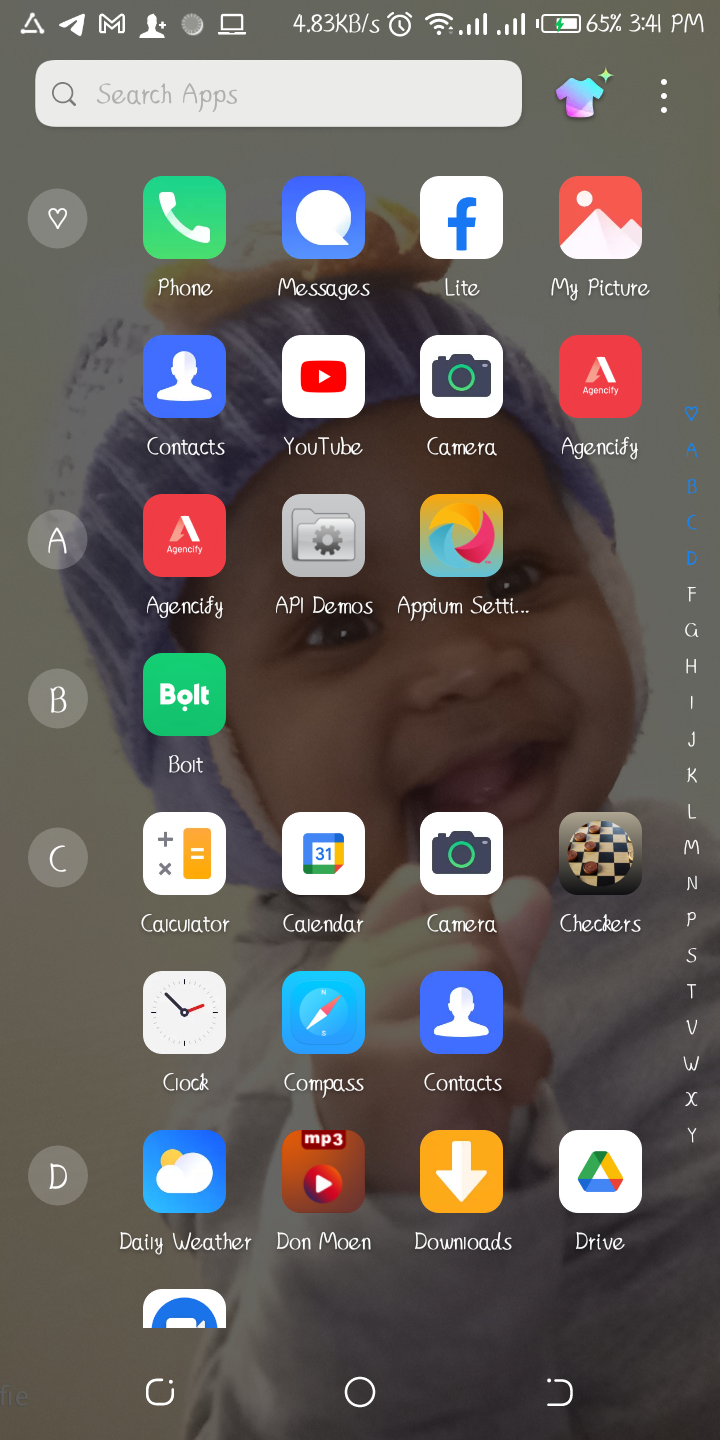 4.83KB/s 65% 3:41 PM
Search Apps
Phone Messages Lite My Picture
Agencify
Contacts YouTube Camera Agencify
♡
A
B
C
D
F
G
H
I
J
K
L
M
N
P
S
T
V
W
X
Y
A
Agencify
Agencify API Demos Appium Setti...
B
Bolt
Bolt
C
31
Calculator Calendar Camera Checkers
N
S
Clock Compass Contacts
D
mp3
Daily Weather Don Moen Downloads Drive
fie